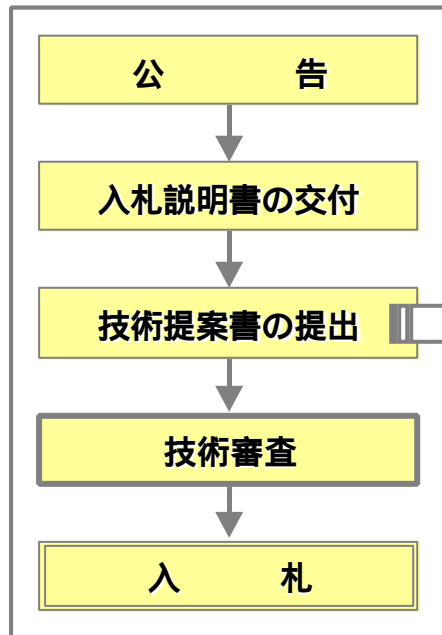 公　告
入札説明書の交付
技術提案書の提出
技術審査
入　札